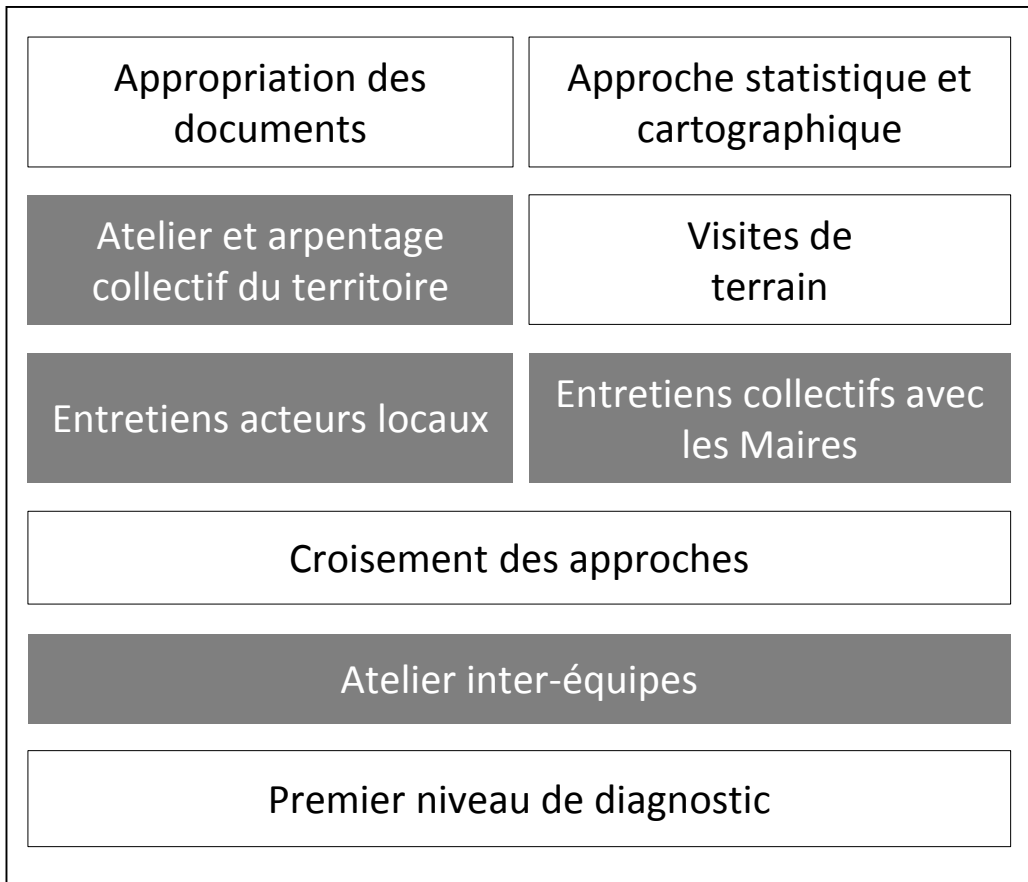 Appropriation des
documents
Approche statistique et
cartographique
Atelier et arpentage
collectif du territoire
Visites de
terrain
Entretiens acteurs locaux
Entretiens collectifs avec
les Maires
Croisement des approches
Atelier inter-équipes
Premier niveau de diagnostic